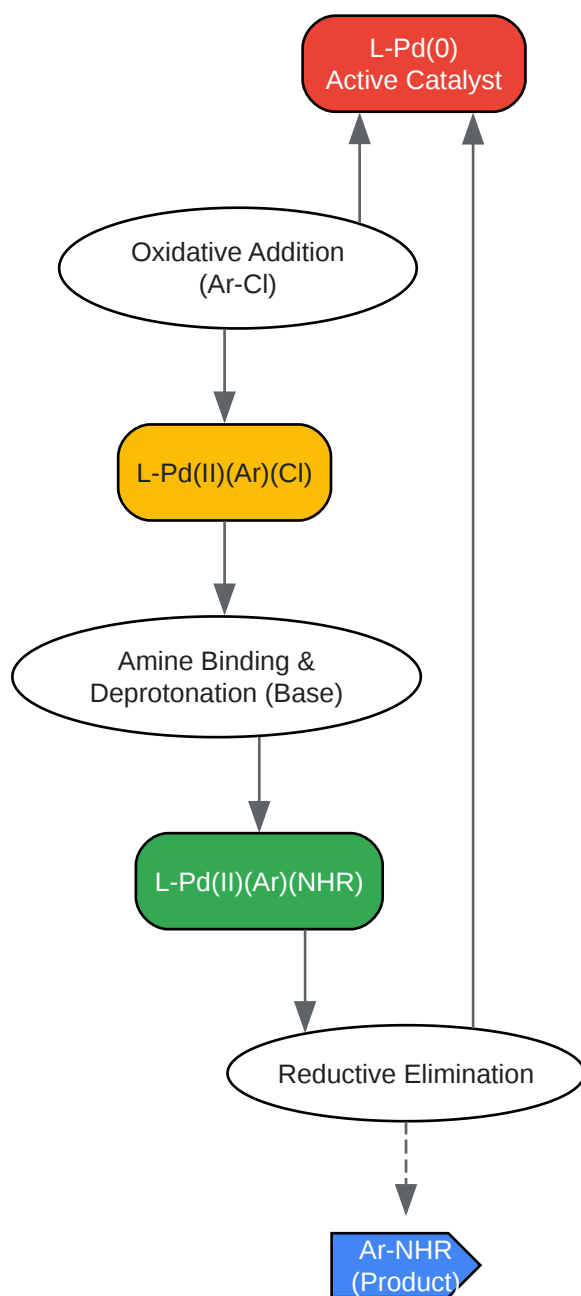 L-Pd(0)
Active Catalyst
Oxidative Addition
(Ar-Cl)
L-Pd(II)(Ar)(Cl)
Amine Binding &
Deprotonation (Base)
L-Pd(II)(Ar)(NHR)
Reductive Elimination
Ar-NHR
(Product)